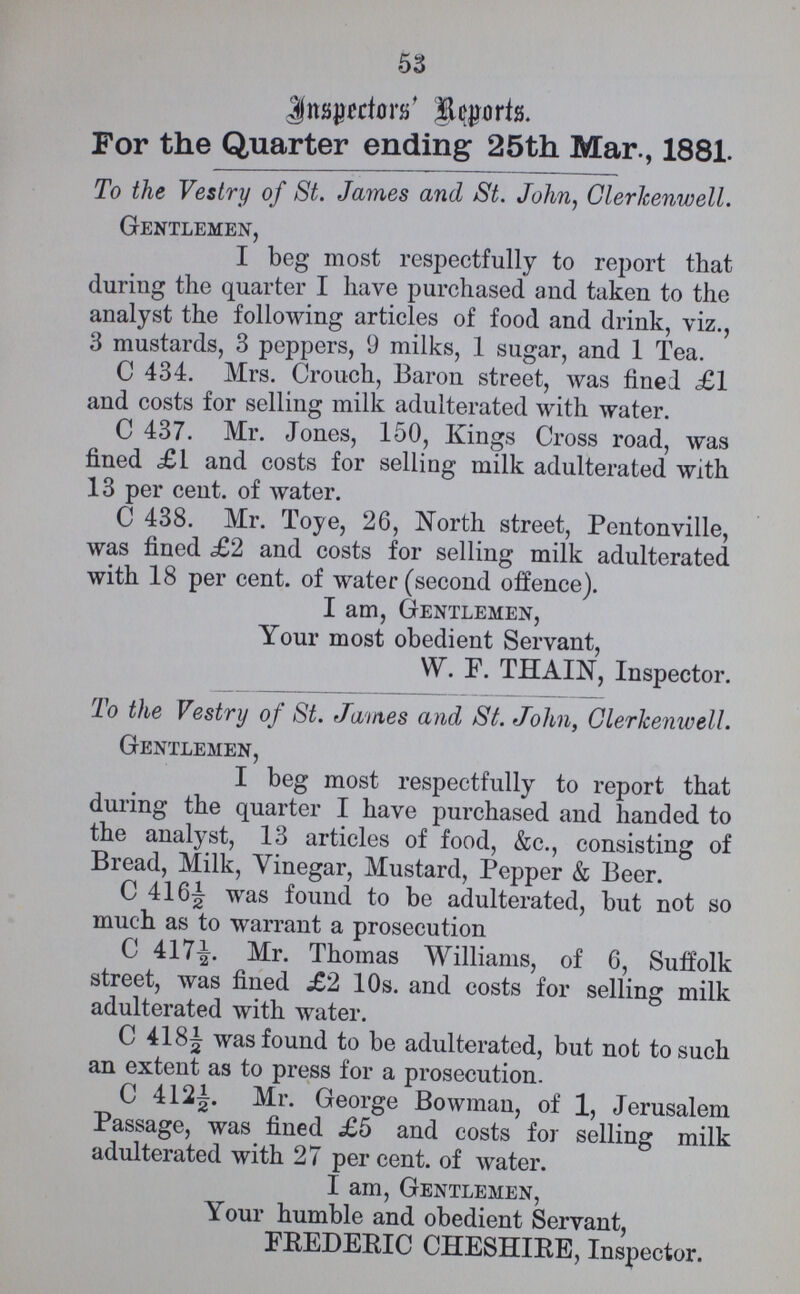 53
Inspectors' Reports.
For the Quarter ending 25th Mar., 1881.
To the Vestry of St. James and St. John, Clerkenwell.
GENTLEMEN,
I beg most respectfully to report that
during the quarter I have purchased and taken to the
analyst the following articles of food and drink, viz.,
3 mustards, 3 peppers, 9 milks, 1 sugar, and 1 Tea.
C 434. Mrs. Crouch, Baron street, was fined £1
and costs for selling milk adulterated with water.
C 437. Mr. Jones, 150, Kings Cross road, was
fined £1 and costs for selling milk adulterated with
13 per cent. of water.
C 438. Mr. Toye, 26, North street, Pentonville,
was fined £2 and costs for selling milk adulterated
with 18 per cent. of water (second offence).
I am, GENTLEMEN,
Your most obedient Servant,
W. F. THAIN, Inspector.
To the Vestry of St. James and St. John, Clerkenwell.
GENTLEMEN,
I beg most respectfully to report that
during the quarter I have purchased and handed to
the analyst, 13 articles of food, &c., consisting of
Bread, Milk, Vinegar, Mustard, Pepper & Beer.
C 416½ was found to be adulterated, but not so
much as to warrant a prosecution
C 417½. Mr. Thomas Williams, of 6, Suffolk
street, was fined £2 10s. and costs for selling milk
adulterated with water.
C 418½ was found to be adulterated, but not to such
an extent as to press for a prosecution.
C 412½. Mr. George Bowman, of 1, Jerusalem
Passage, was fined £5 and costs for selling milk
adulterated with 27 per cent. of water.
I am, GENTLEMEN,
Your humble and obedient Servant,
FREDERIC CHESHIRE, Inspector.